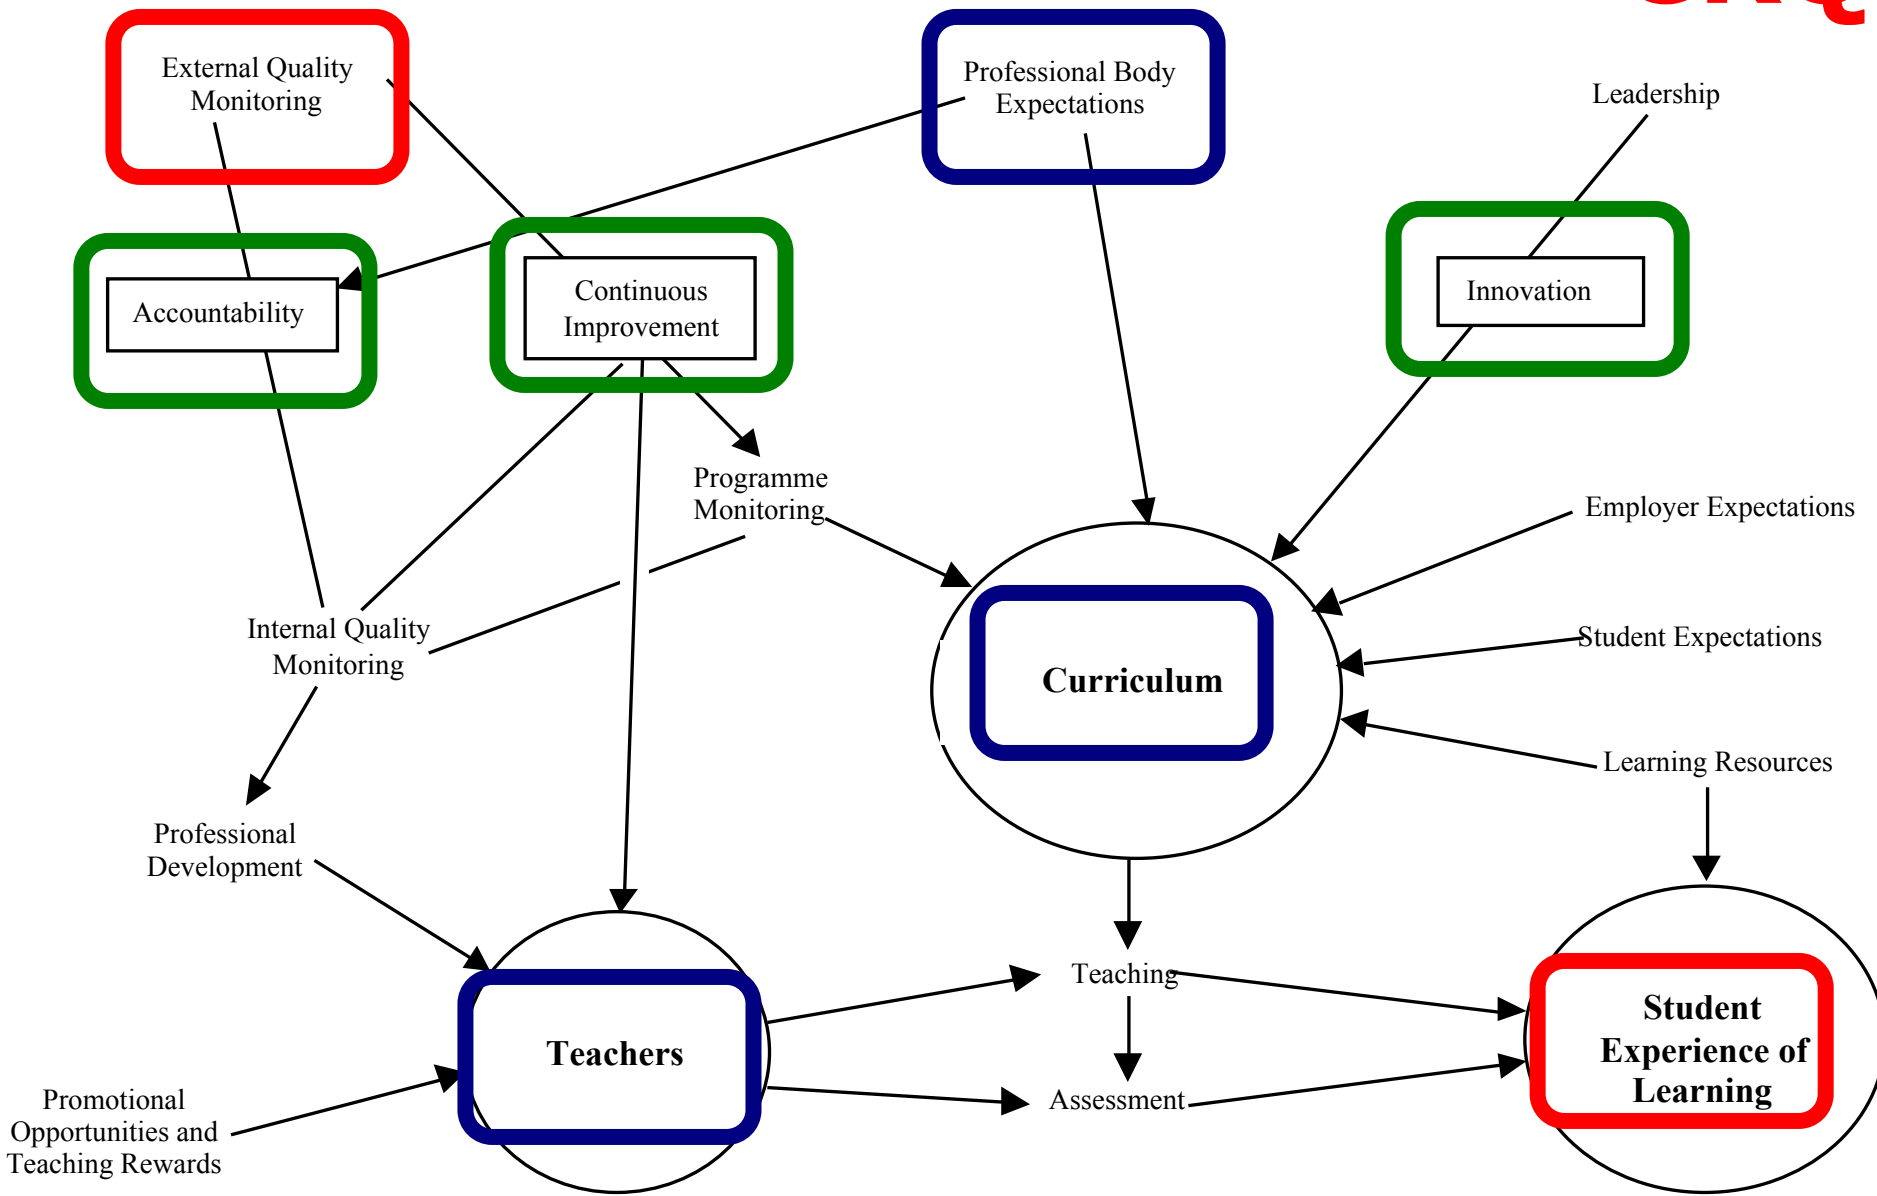 External Quality
Monitoring
Professional Body
Expectations
Leadership
Accountability
Continuous
Improvement
Innovation
Programme
Monitoring
Employer Expectations
Internal Quality
Monitoring
Student Expectations
Curriculum
Learning Resources
Professional
Development
Teaching
Teachers
Student
Experience of
Learning
Assessment
Promotional
Opportunities and
Teaching Rewards